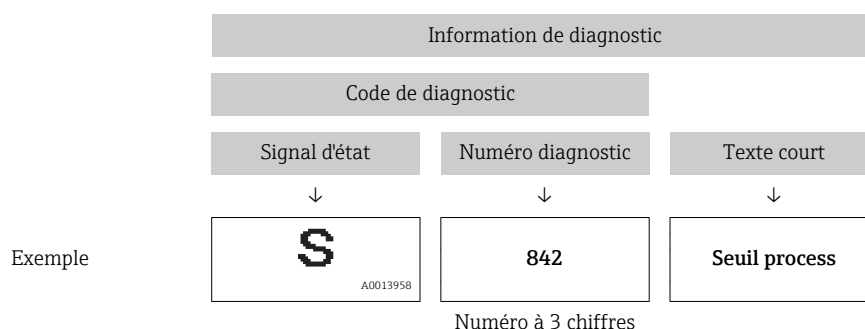 Information de diagnostic
Code de diagnostic
Signal d'état Numéro diagnostic Texte court
↓ ↓ ↓
Exemple S 842 Seuil process
A0013958
Numéro à 3 chiffres